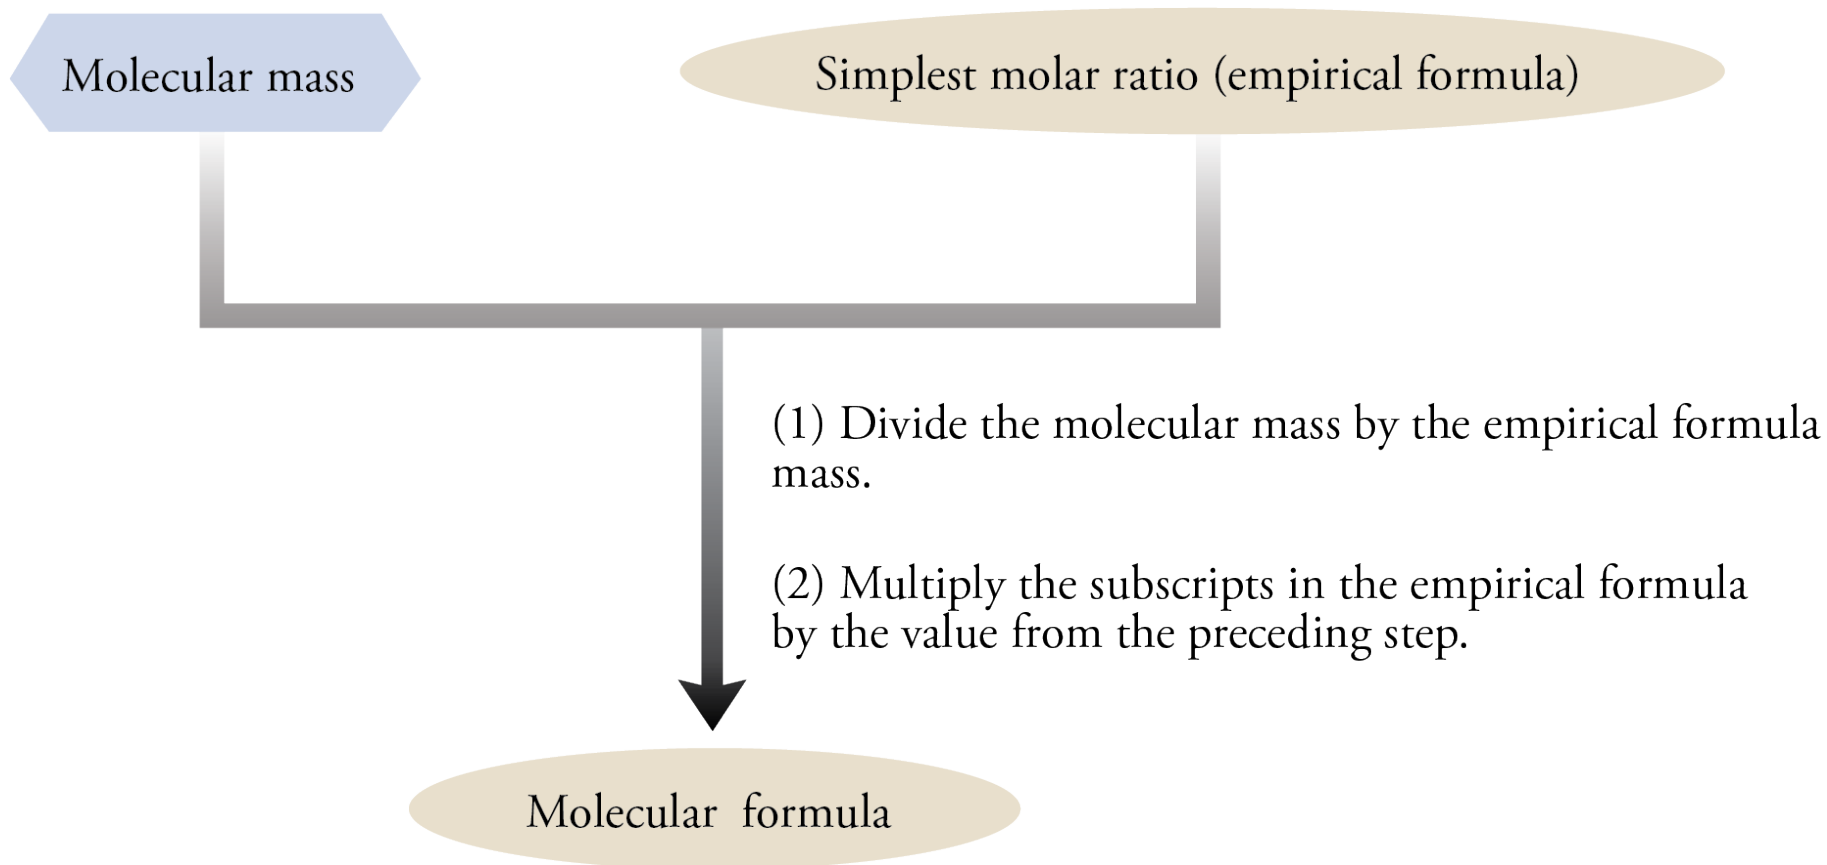 Molecular mass
Simplest molar ratio (empirical formula)
(1) Divide the molecular mass by the empirical formula
mass.
(2) Multiply the subscripts in the empirical formula
by the value from the preceding step.
Molecular formula